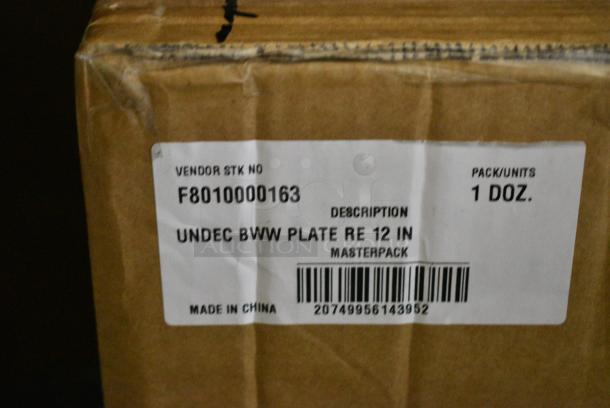 VENDOR STK NO
PACK/UNITS
F8010000163
1 DOZ.
DESCRIPTION
UNDEC BWW PLATE RE 12 IN
MASTERPACK
MADE IN CHINA
20749956143952